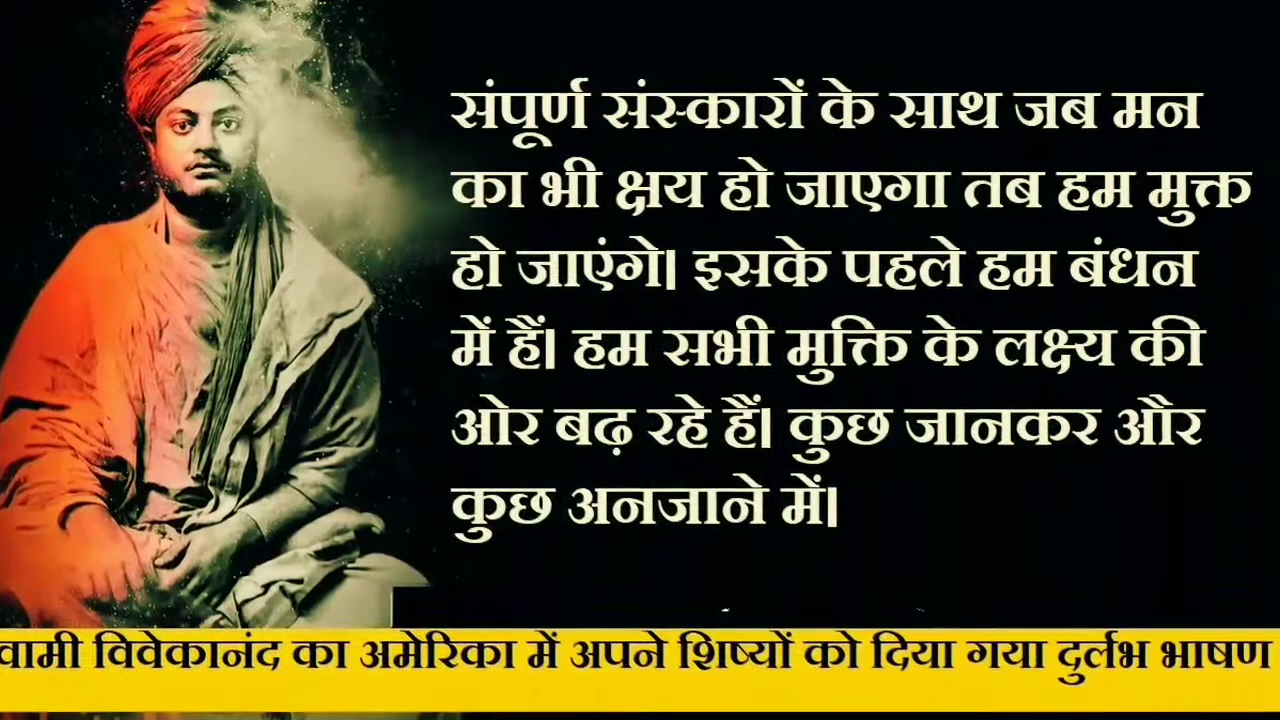 संपूर्ण संस्कारों के साथ जब मन
का भी क्षय हो जाएगा तब हम मुक्त
हो जाएंगे। इसके पहले हम बंधन
में हैं। हम सभी मुक्ति के लक्ष्य की
ओर बढ़ रहे हैं। कुछ जानकर और
कुछ अनजाने में।
वामी विवेकानंद का अमेरिका में अपने शिष्यों को दिया गया दुर्लभ भाषण